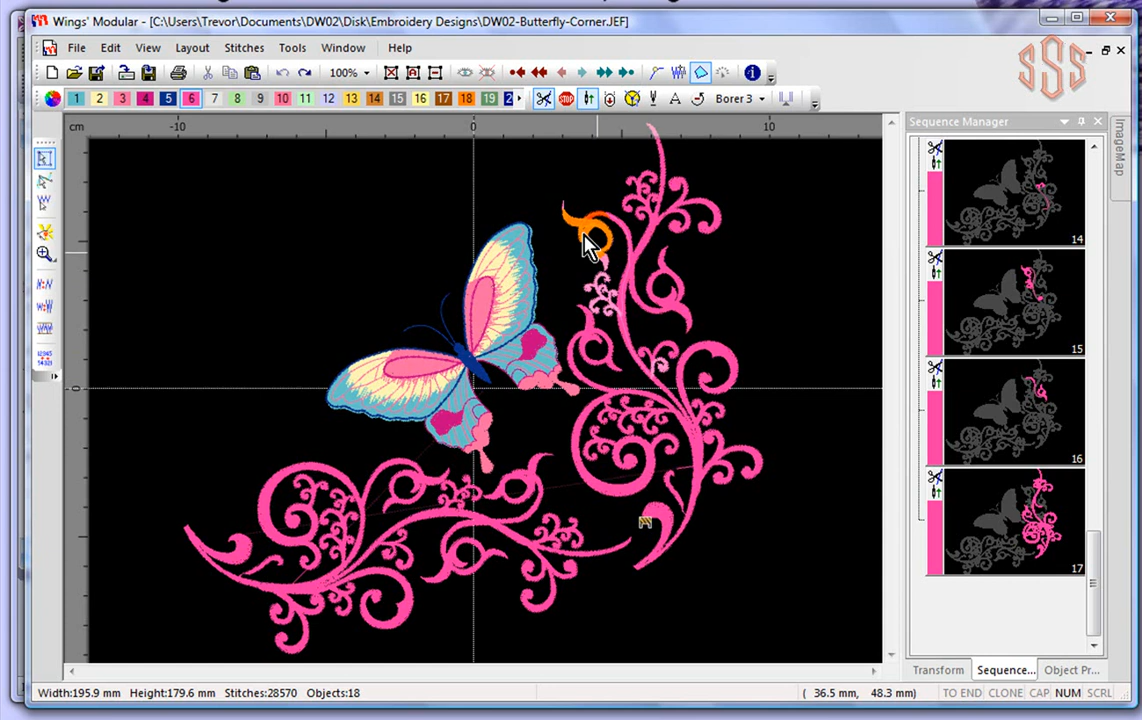 Wings' Modular - [C:\Users\Trevor\Documents\DW02\Disk\Embroidery Designs\DW02-Butterfly-Corner.JEF]
SSS
File Edit View Layout Stitches Tools Window Help
100%
1 2 3 4 5 6 7 8 9 10 11 12 13 14 15 16 17 18 19 2 STOP A Borer 3
cm -10 0 10
0
Sequence Manager
ImageMap
14
15
16
17
Transform Sequence... Object Pr...
Width:195.9 mm Height:179.6 mm Stitches:28570 Objects:18 ( 36.5 mm, 48.3 mm) TO END CLONE CAP NUM SCRL